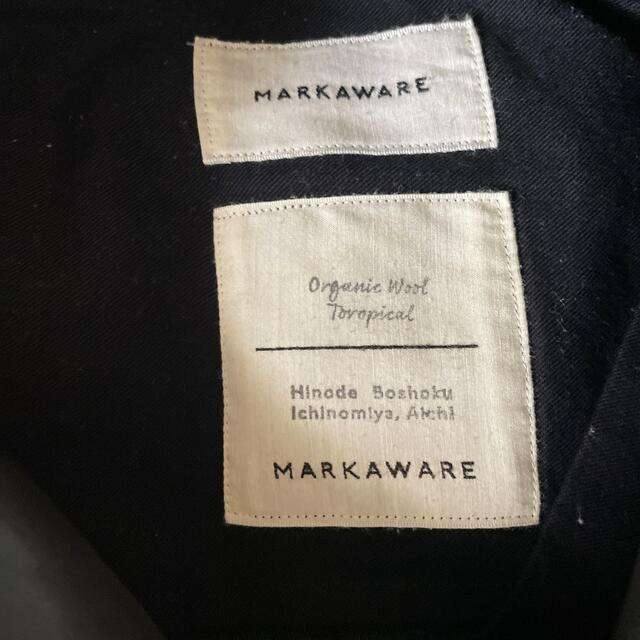 MARKAWARE
Organic Wool
Toropical
Hinode Boshoku
Ichinomiya, Aichi
MARKAWARE